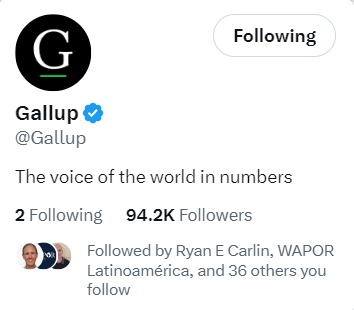 G
Following
Gallup
@Gallup
The voice of the world in numbers
2 Following 94.2K Followers
Followed by Ryan E Carlin, WAPOR
Latinoamérica, and 36 others you
follow